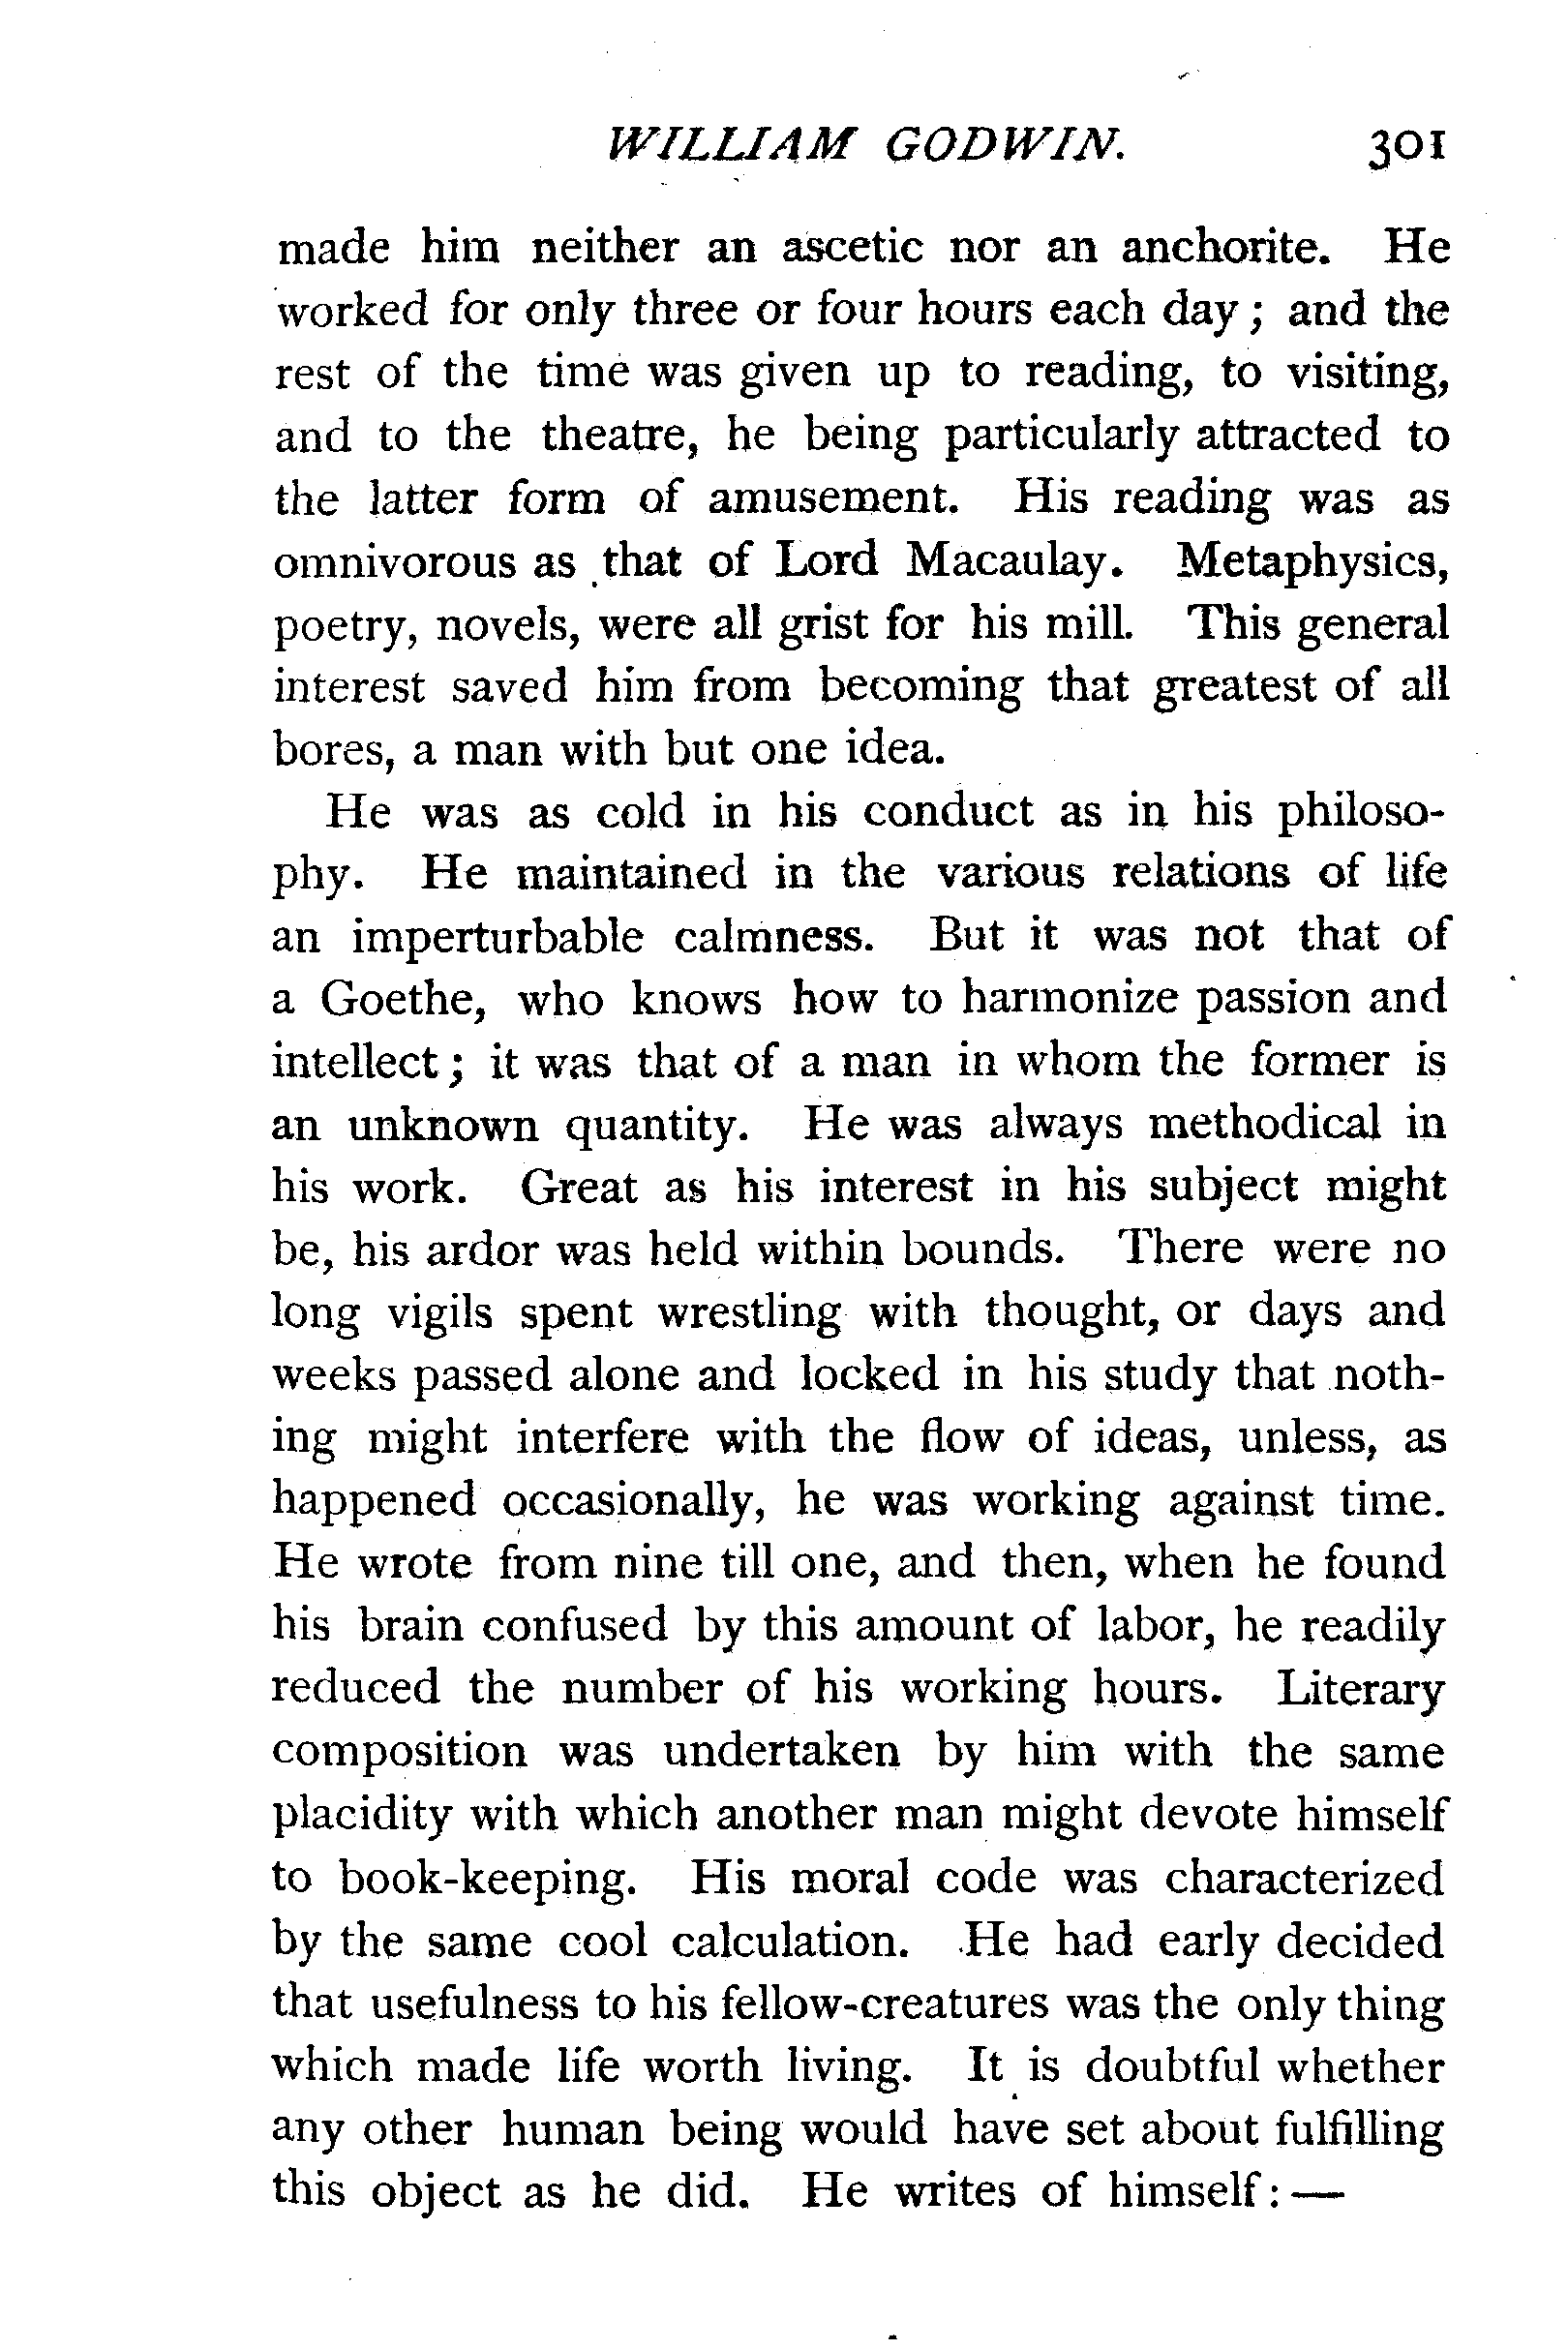 WILLIAM GODWIN. 301
made him neither an ascetic nor an anchorite. He
worked for only three or four hours each day; and the
rest of the time was given up to reading, to visiting,
and to the theatre, he being particularly attracted to
the latter form of amusement. His reading was as
omnivorous as that of Lord Macaulay. Metaphysics,
poetry, novels, were all grist for his mill. This general
interest saved him from becoming that greatest of all
bores, a man with but one idea.
He was as cold in his conduct as in his philoso-
phy. He maintained in the various relations of life
an imperturbable calmness. But it was not that of
a Goethe, who knows how to harmonize passion and
intellect; it was that of a man in whom the former is
an unknown quantity. He was always methodical in
his work. Great as his interest in his subject might
be, his ardor was held within bounds. There were no
long vigils spent wrestling with thought, or days and
weeks passed alone and locked in his study that noth-
ing might interfere with the flow of ideas, unless, as
happened occasionally, he was working against time.
He wrote from nine till one, and then, when he found
his brain confused by this amount of labor, he readily
reduced the number of his working hours. Literary
composition was undertaken by him with the same
placidity with which another man might devote himself
to book-keeping. His moral code was characterized
by the same cool calculation. He had early decided
that usefulness to his fellow-creatures was the only thing
which made life worth living. It is doubtful whether
any other human being would have set about fulfilling
this object as he did. He writes of himself: —